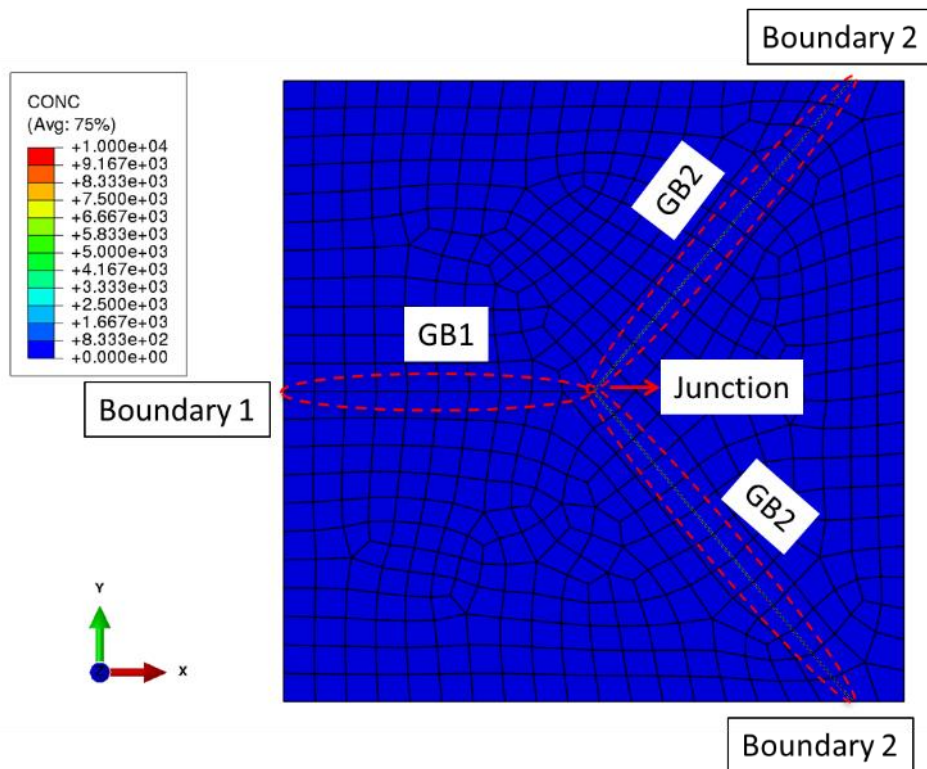 Boundary 2
CONC
(Avg: 75%)
+1.000e+04
+9.167e+03
+8.333e+03
+7.500e+03
+6.667e+03
+5.833e+03
+5.000e+03
+4.167e+03
+3.333e+03
+2.500e+03
+1.667e+03
+8.333e+02
+0.000e+00
GB2
GB1
Boundary 1
Junction
GB2
Y
Z
X
Boundary 2